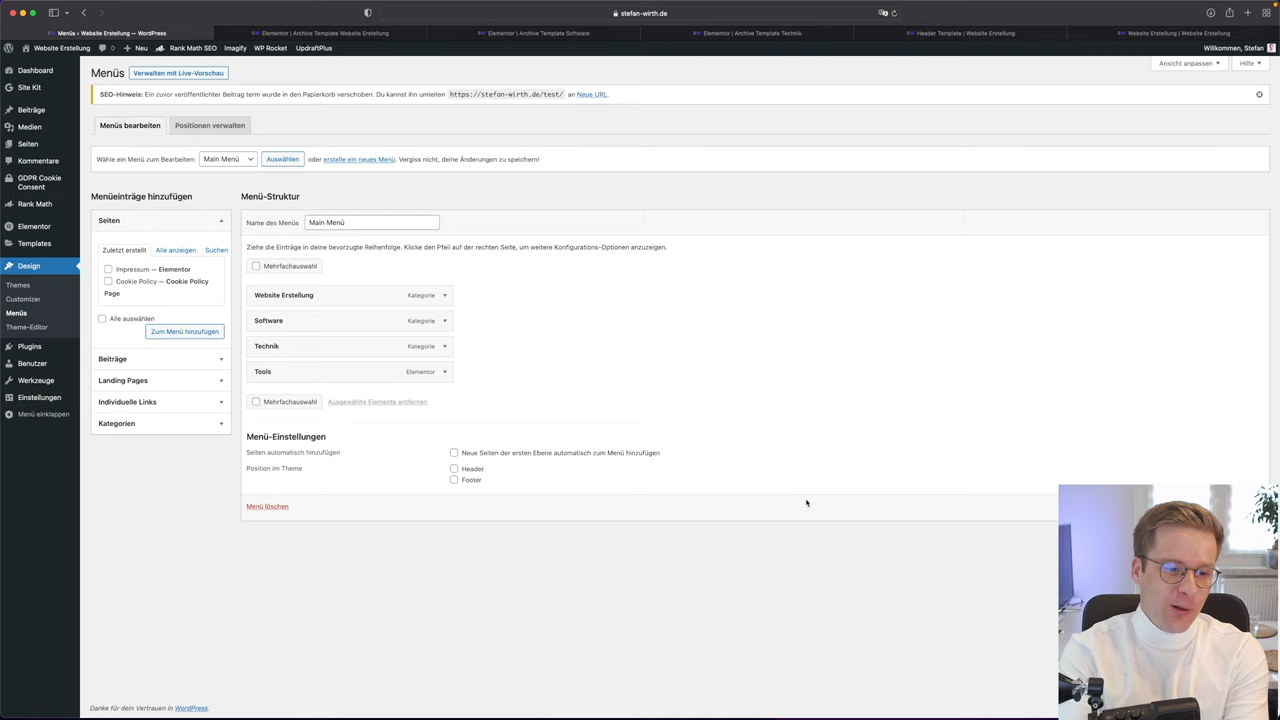 stefan-wirth.de
Menüs ‹ Website Erstellung — WordPress
Elementor | Archive Template Website Erstellung
Elementor | Archive Template Software
Elementor | Archive Template Technik
Header Template | Website Erstellung
Website Erstellung | Website Erstellung
Website Erstellung
0
Neu
Rank Math SEO
Imagify
WP Rocket
UpdraftPlus
Willkommen, Stefan
Dashboard
Site Kit
Beiträge
Medien
Seiten
Kommentare
GDPR Cookie
Consent
Rank Math
Elementor
Templates
Design
Themes
Customizer
Menüs
Theme-Editor
Plugins
Benutzer
Werkzeuge
Einstellungen
Menü einklappen
Menüs
Verwalten mit Live-Vorschau
Ansicht anpassen
Hilfe
SEO-Hinweis: Ein zuvor veröffentlichter Beitrag term wurde in den Papierkorb verschoben. Du kannst ihn umleiten https://stefan-wirth.de/test/ an Neue URL.
Menüs bearbeiten
Positionen verwalten
Wähle ein Menü zum Bearbeiten: Main Menü Auswählen oder erstelle ein neues Menü. Vergiss nicht, deine Änderungen zu speichern!
Menüeinträge hinzufügen
Seiten
Zuletzt erstellt Alle anzeigen Suchen
Impressum — Elementor
Cookie Policy — Cookie Policy
Page
Alle auswählen
Zum Menü hinzufügen
Beiträge
Landing Pages
Individuelle Links
Kategorien
Menü-Struktur
Name des Menüs Main Menü
Ziehe die Einträge in deine bevorzugte Reihenfolge. Klicke den Pfeil auf der rechten Seite, um weitere Konfigurations-Optionen anzuzeigen.
Mehrfachauswahl
Website Erstellung Kategorie
Software Kategorie
Technik Kategorie
Tools Elementor
Mehrfachauswahl Ausgewählte Elemente entfernen
Menü-Einstellungen
Seiten automatisch hinzufügen Neue Seiten der ersten Ebene automatisch zum Menü hinzufügen
Position im Theme Header
Footer
Menü löschen
Danke für dein Vertrauen in WordPress.